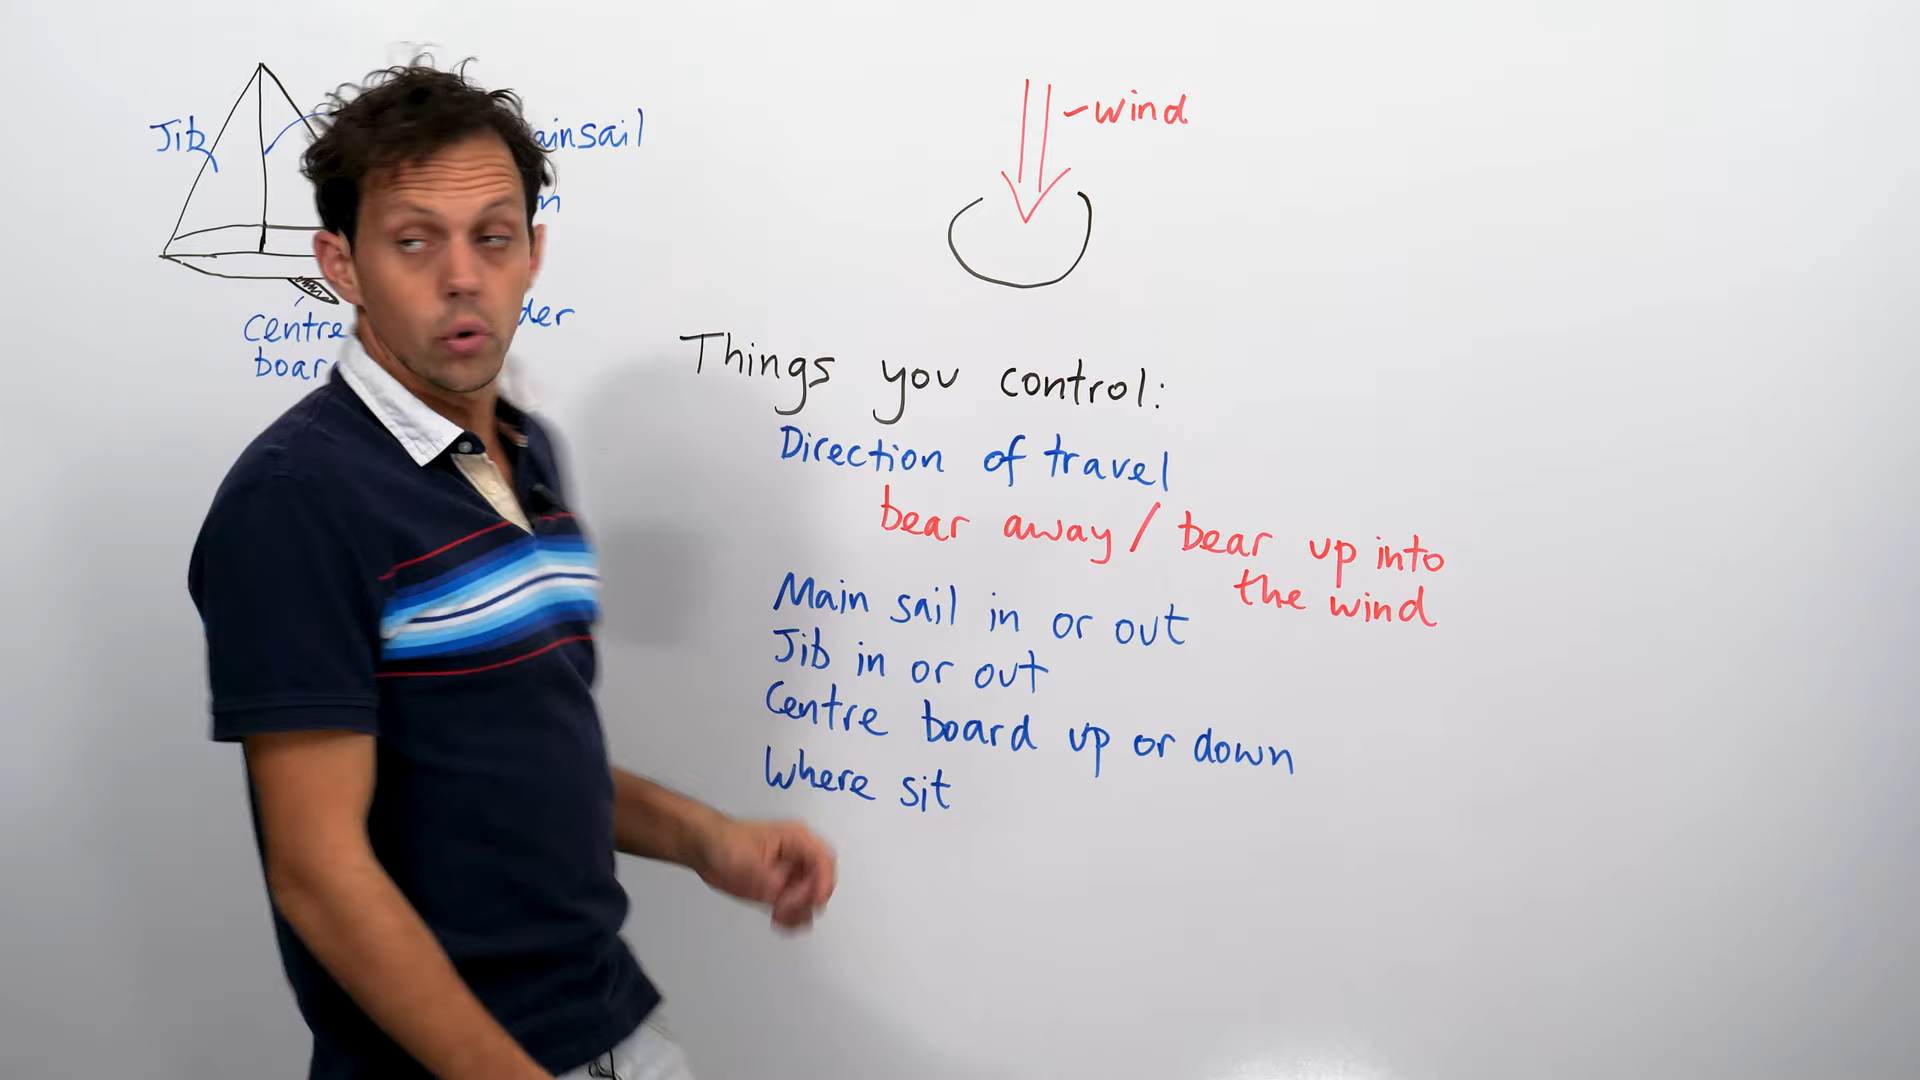 Jib
ainsail
Centre
der
~wind
Things you control:
Direction of travel
bear away / bear up into
the wind
Main sail in or out
Jib in or out
Centre board up or down
Where sit